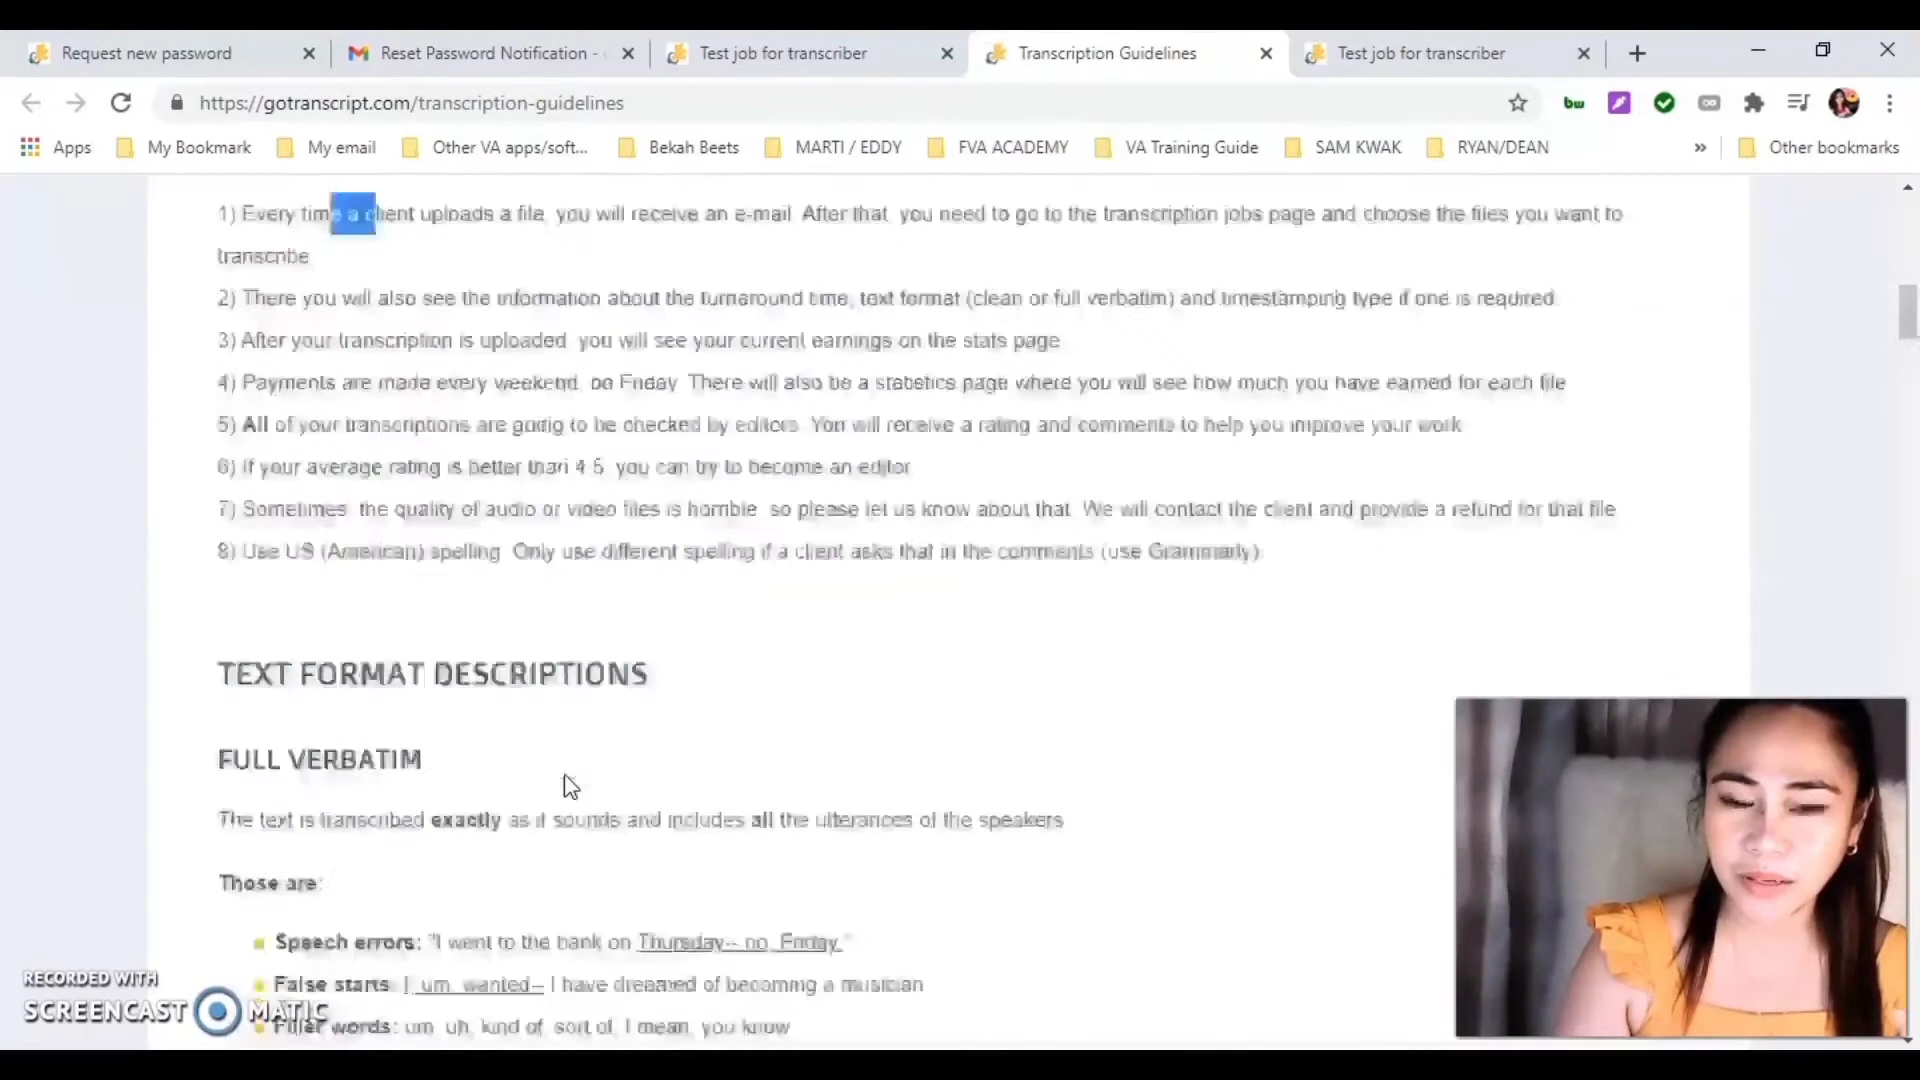 Request new password
Reset Password Notification -
Test job for transcriber
Transcription Guidelines
Test job for transcriber
https://gotranscript.com/transcription-guidelines
bw
Apps
My Bookmark
My email
Other VA apps/soft...
Bekah Beets
MARTI / EDDY
FVA ACADEMY
VA Training Guide
SAM KWAK
RYAN/DEAN
»
Other bookmarks
1) Every time a client uploads a file, you will receive an e-mail. After that, you need to go to the transcription jobs page and choose the files you want to
transcribe.
2) There you will also see the information about the turnaround time, text format (clean or full verbatim) and timestamping type if one is required.
3) After your transcription is uploaded, you will see your current earnings on the stats page.
4) Payments are made every weekend, on Friday. There will also be a statistics page where you will see how much you have earned for each file.
5) All of your transcriptions are going to be checked by editors. You will receive a rating and comments to help you improve your work.
6) If your average rating is better than 4.5, you can try to become an editor.
7) Sometimes, the quality of audio or video files is horrible, so please let us know about that. We will contact the client and provide a refund for that file.
8) Use US (American) spelling. Only use different spelling if a client asks that in the comments (use Grammarly).
TEXT FORMAT DESCRIPTIONS
FULL VERBATIM
The text is transcribed exactly as it sounds and includes all the utterances of the speakers.
Those are:
Speech errors: "I went to the bank on Thursday-- no, Friday."
False starts: I, um, wanted-- I have dreamed of becoming a musician.
Filler words: um, uh, kind of, sort of, I mean, you know
RECORDED WITH
SCREENCAST MATIC